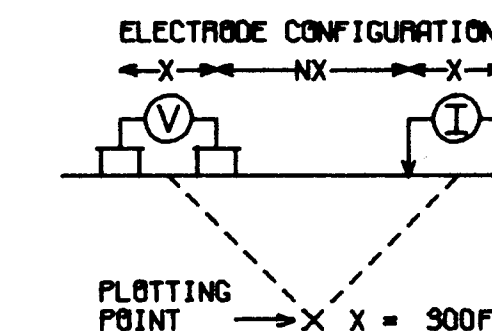 ELECTRODE CONFIGURATION
X NX X
V I
PLOTTING
POINT X X = 300F